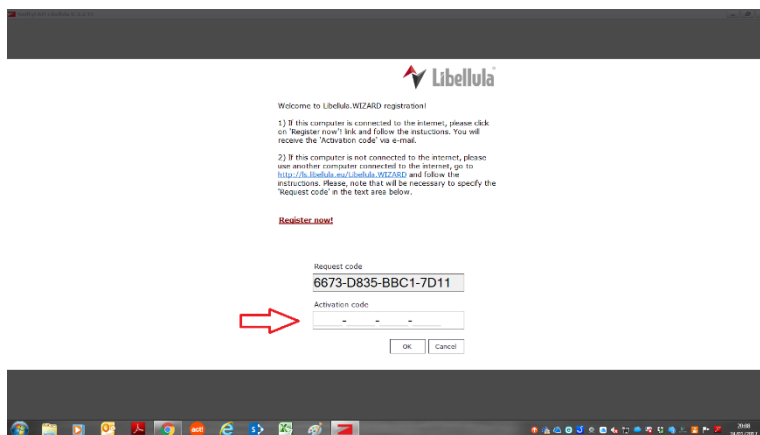 Libellula
Welcome to Libellula.WIZARD registration!
1) If this computer is connected to the internet, please click
on 'Register now'! link and follow the instuctions. You will
receive the 'Activation code' via e-mail.
2) If this computer is not connected to the internet, please
use another computer connected to the internet, go to
http://ls.libellula.eu/Libellula.WIZARD and follow the
instructions. Please, note that will be necessary to specify the
'Request code' in the text area below.
Register now!
Request code
6673-D835-BBC1-7D11
Activation code
- - -
OK Cancel
act!
20:08